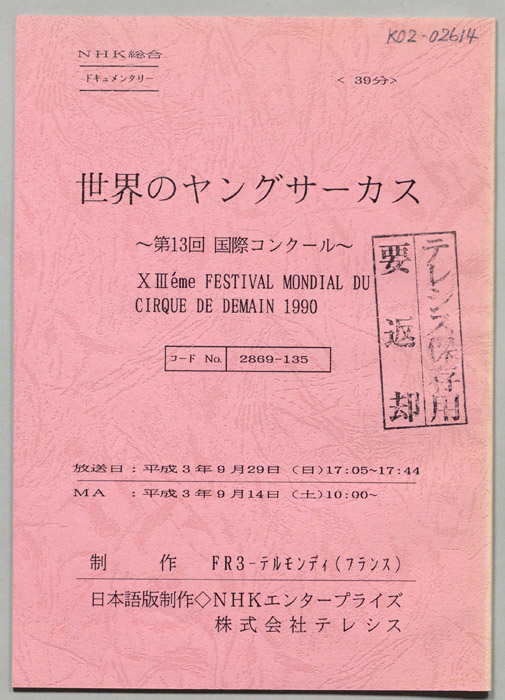 K02-02614
NHK総合
ドキュメンタリー
< 39分>
世界のヤングサーカス
～第13回 国際コンクール～
XⅢéme FESTIVAL MONDIAL DU
CIRQUE DE DEMAIN 1990
コード No. 2869-135
テレシス保存用
要返却
放送日：平成3年9月29日（日）17:05~17:44
MA　：平成3年9月14日（土）10:00~
制　作　FR3-テルモンディ(フランス)
日本語版制作◇NHKエンタープライズ
株式会社テレシス